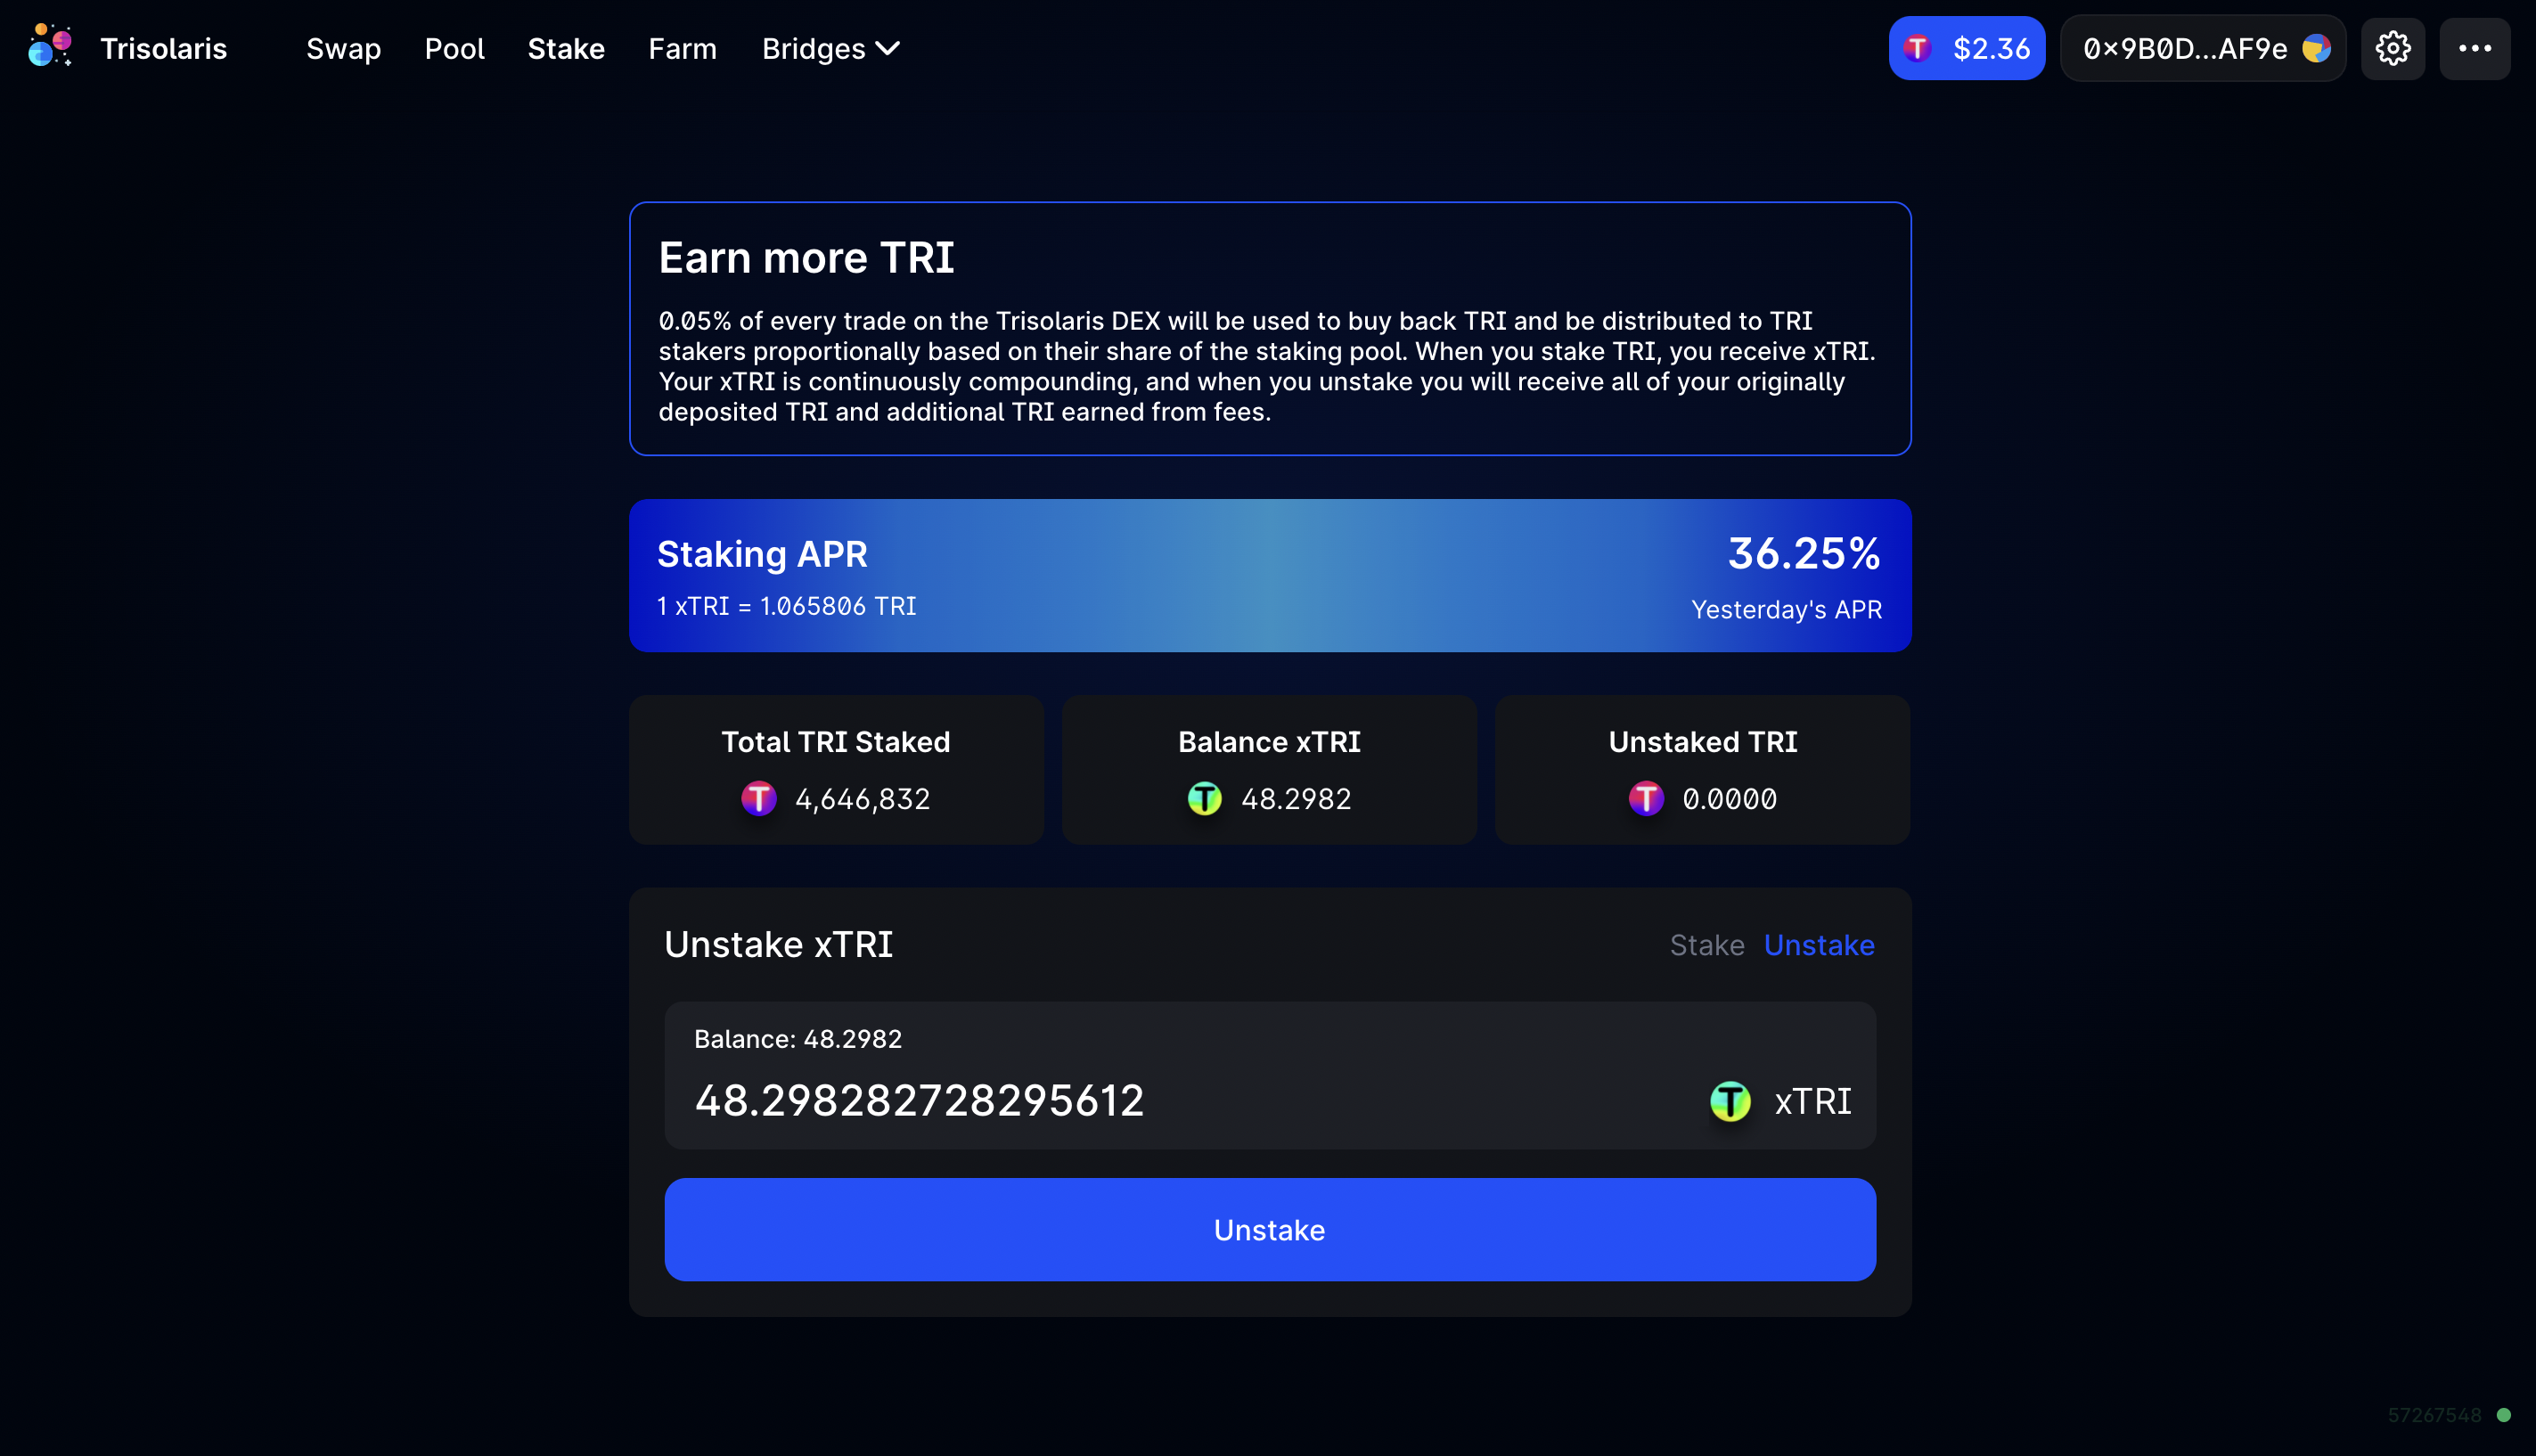 Trisolaris
Swap
Pool
Stake
Farm
Bridges
T $2.36
0x9B0D...AF9e
Earn more TRI
0.05% of every trade on the Trisolaris DEX will be used to buy back TRI and be distributed to TRI
stakers proportionally based on their share of the staking pool. When you stake TRI, you receive xTRI.
Your xTRI is continuously compounding, and when you unstake you will receive all of your originally
deposited TRI and additional TRI earned from fees.
Staking APR
36.25%
1 xTRI = 1.065806 TRI
Yesterday's APR
Total TRI Staked
T 4,646,832
Balance xTRI
T 48.2982
Unstaked TRI
T 0.0000
Unstake xTRI
Stake
Unstake
Balance: 48.2982
48.298282728295612
T xTRI
Unstake
57267548